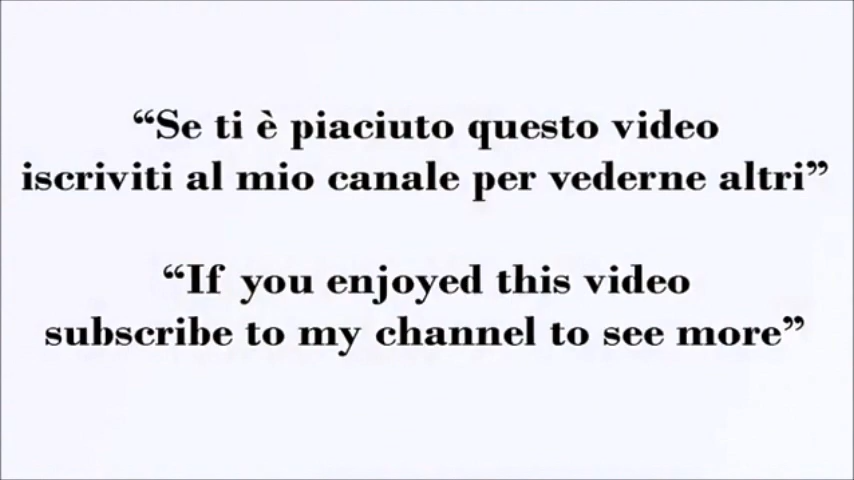 “Se ti è piaciuto questo video
iscriviti al mio canale per vederne altri”
“If you enjoyed this video
subscribe to my channel to see more”